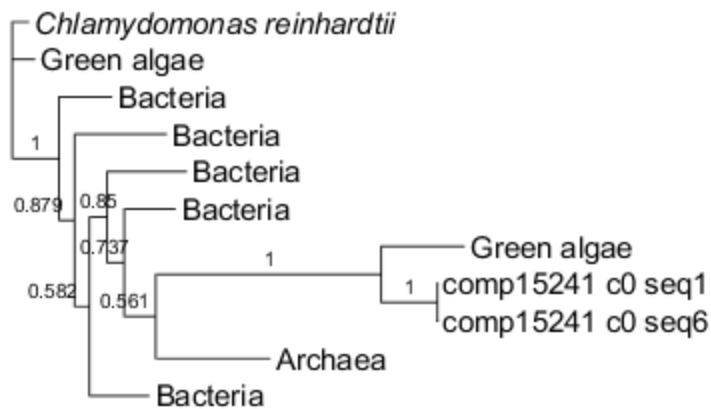 Chlamydomonas reinhardtii
Green algae
Bacteria
1
Bacteria
Bacteria
0.879 0.85
Bacteria
0.737
Green algae
1
comp15241 c0 seq1
1
0.582
0.561
comp15241 c0 seq6
Archaea
Bacteria